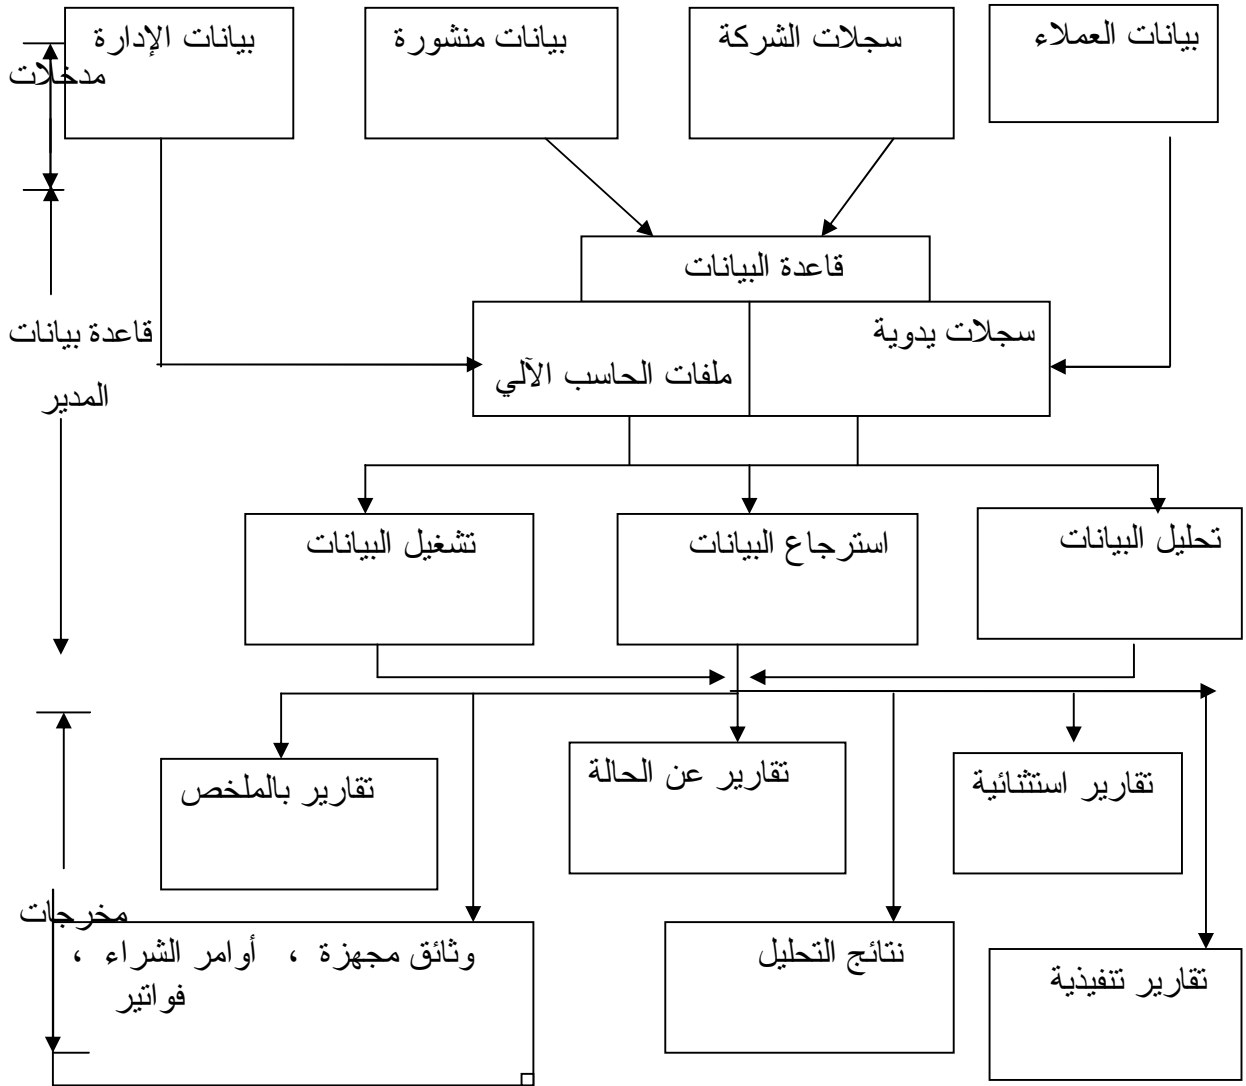 بيانات العملاء
سجلات الشركة
بيانات منشورة
بيانات الإدارة
مدخلات
قاعدة البيانات
سجلات يدوية
ملفات الحاسب الآلي
قاعدة بيانات
المدير
تحليل البيانات
استرجاع البيانات
تشغيل البيانات
تقارير استثنائية
تقارير عن الحالة
تقارير بالملخص
مخرجات
تقارير تنفيذية
نتائج التحليل
وثائق مجهزة ، أوامر الشراء ،
فواتير